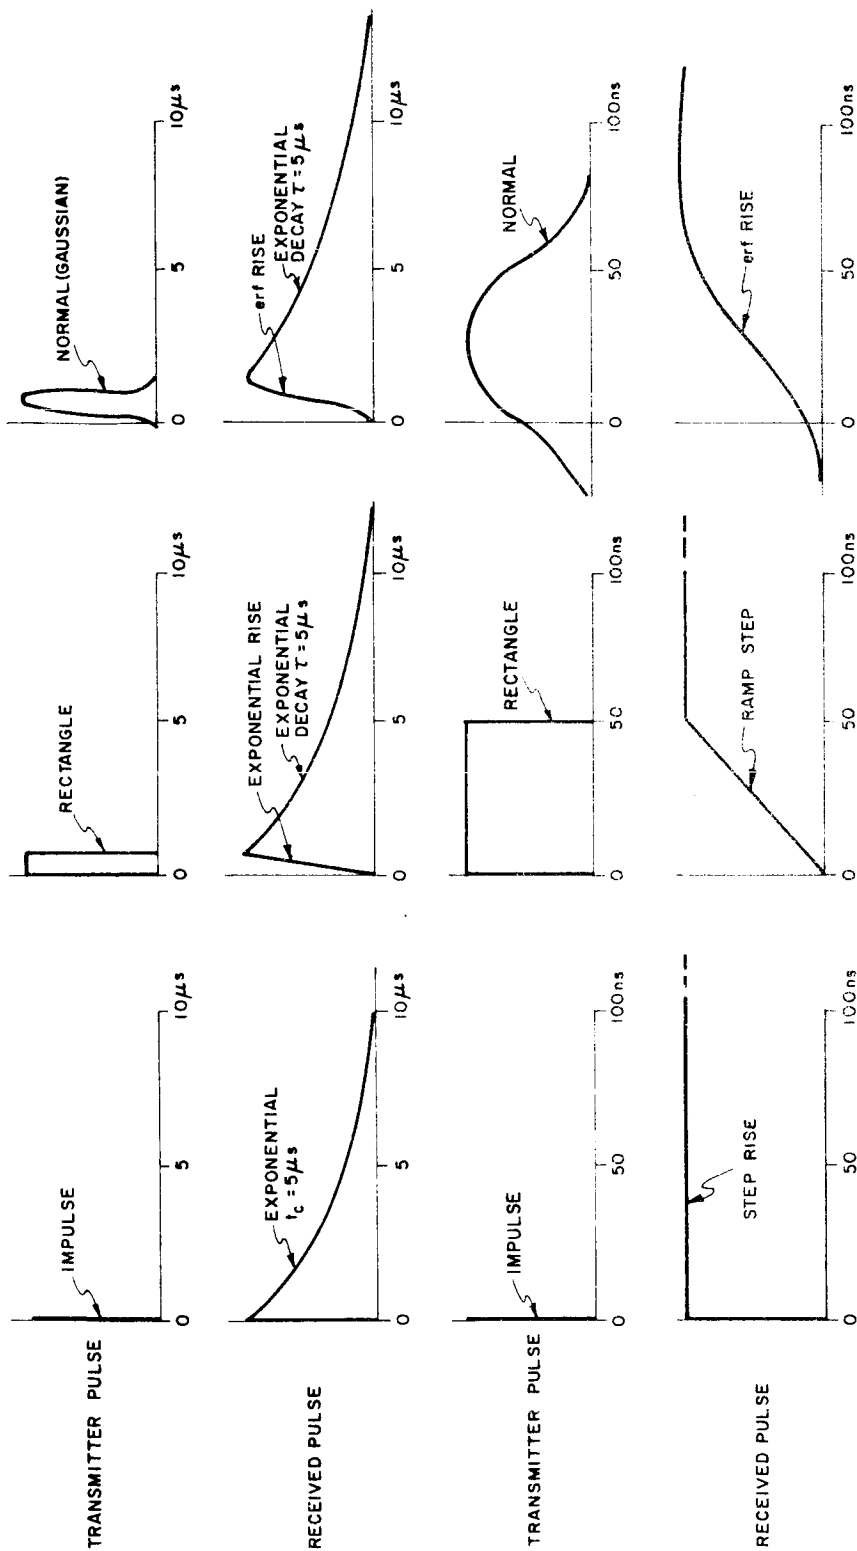 TRANSMITTER PULSE
IMPULSE
0
5
10μs
RECTANGLE
0
5
10μs
NORMAL (GAUSSIAN)
0
5
10μs
RECEIVED PULSE
EXPONENTIAL
tc = 5μs
0
5
10μs
EXPONENTIAL RISE
EXPONENTIAL
DECAY τ = 5μs
0
5
10μs
erf RISE
EXPONENTIAL
DECAY τ = 5μs
0
5
10μs
TRANSMITTER PULSE
IMPULSE
0
50
100ns
RECTANGLE
0
50
100ns
NORMAL
0
50
100ns
RECEIVED PULSE
STEP RISE
0
50
100ns
RAMP STEP
0
50
100ns
erf RISE
0
50
100ns